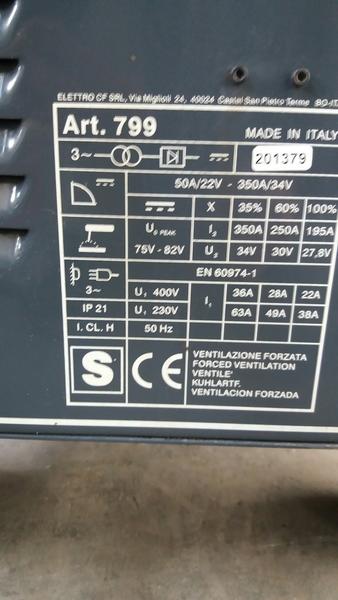 ELETTRO CF SRL, Via Miglioli 24, 40024 Castel San Pietro Terme BO-IT
Art. 799 MADE IN ITALY
3~ 201379
50A/22V - 350A/34V
X 35% 60% 100%
U₀ PEAK I₂ 350A 250A 195A
75V - 82V U₂ 34V 30V 27,8V
EN 60974-1
3~ U₁ 400V I₁ 36A 28A 22A
IP 21 U₁ 230V 63A 49A 38A
I. CL. H 50 Hz
S CE
VENTILAZIONE FORZATA
FORCED VENTILATION
VENTILE'
KUHLARTF.
VENTILACION FORZADA